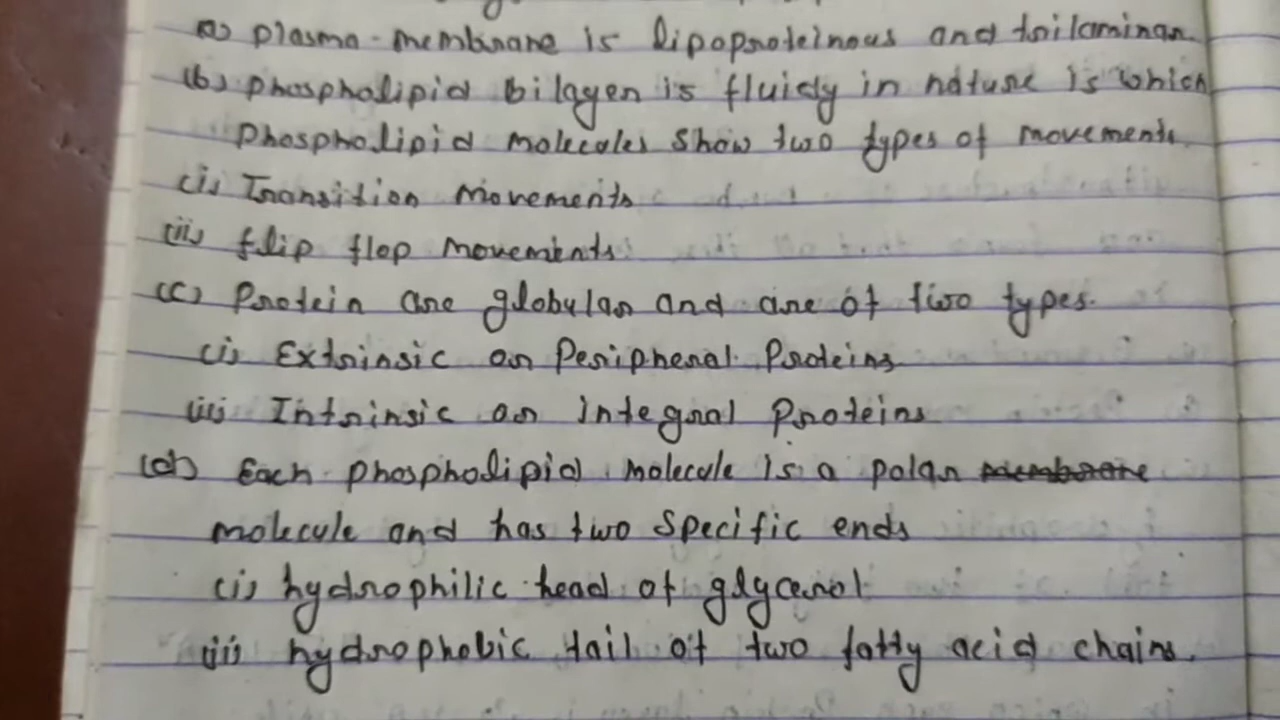 (a) Plasma-membrane is lipoproteinous and trilaminar.
(b) Phospholipid bilayer is fluidy in nature is which
Phospholipid molecules show two types of movements.
(i) Transition movements
(ii) flip flop movements
(c) Protein are globular and are of two types.
(i) Extrinsic or Peripheral Proteins
(ii) Intrinsic or integral Proteins
(d) Each phospholipid molecule is a polar membrane
molecule and has two specific ends
(i) hydrophilic head of glycerol
(ii) hydrophobic tail of two fatty acid chains.